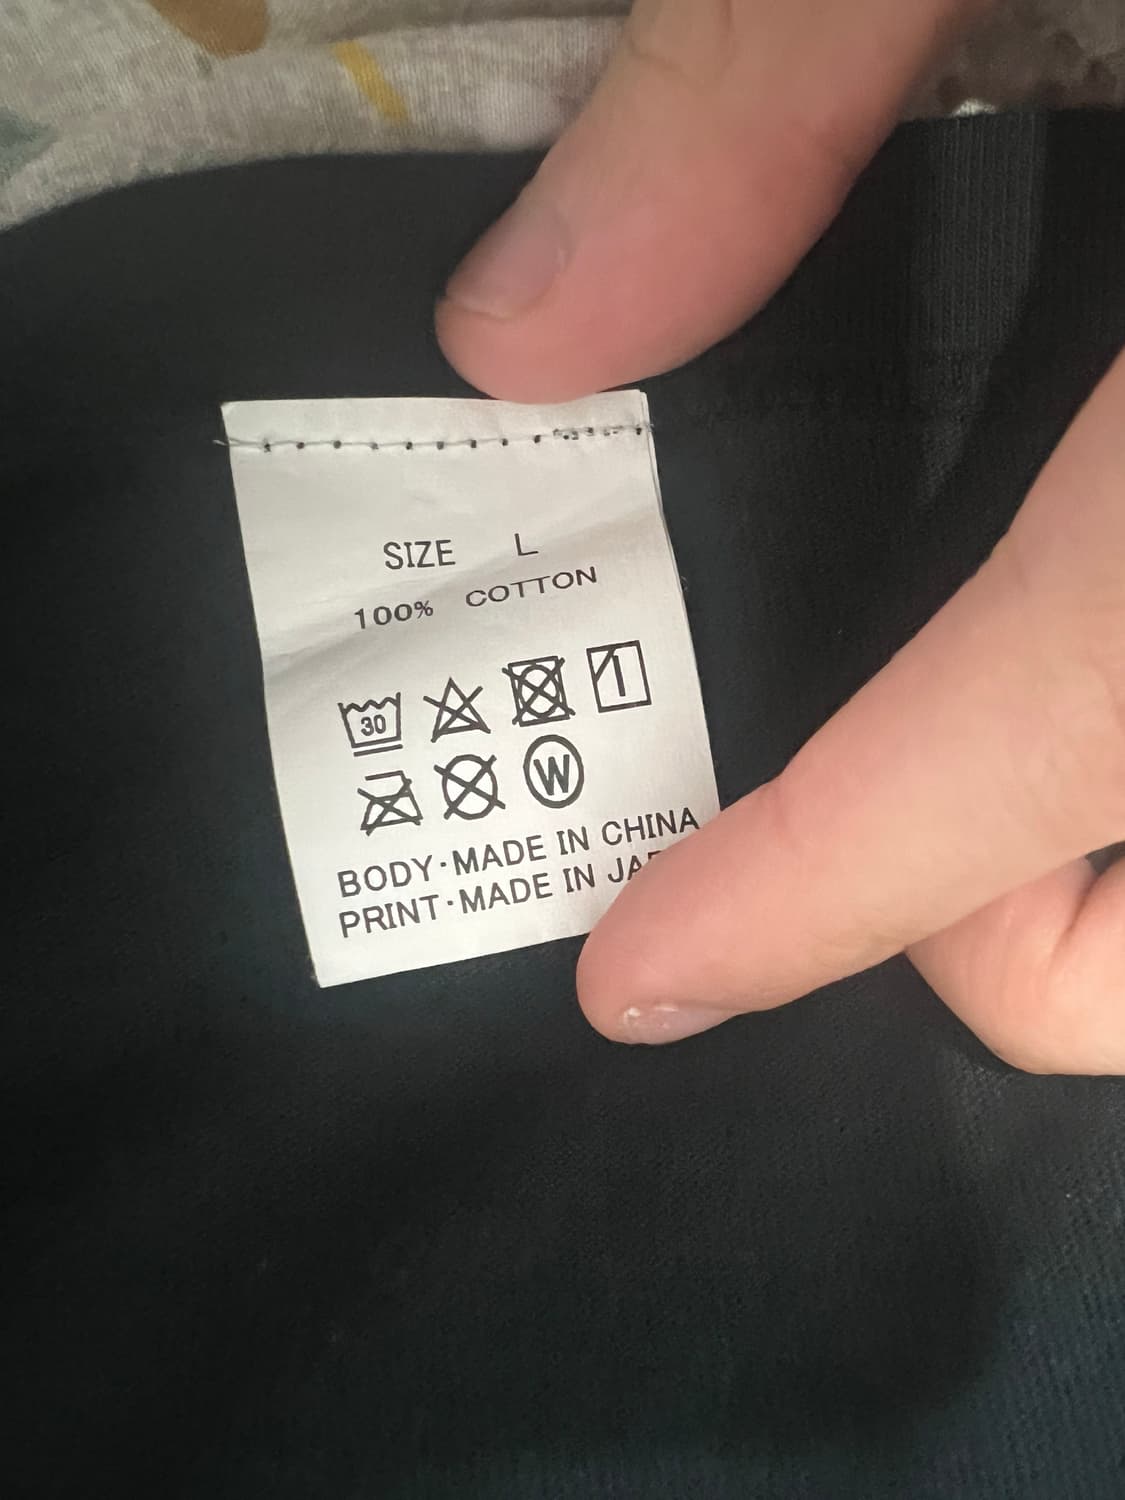 SIZE L
100% COTTON
30
W
BODY·MADE IN CHINA
PRINT·MADE IN